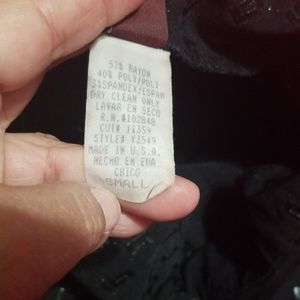 57% RAYON
40% POLY/POLI
3%SPANDEX/ESPAN
DRY CLEAN ONLY
LAVAR EN SECO
R.N.#102848
CUT# 11359
STYLE# Y3549
MADE IN U.S.A.
HECHO EN EUA
CHICO
SMALL